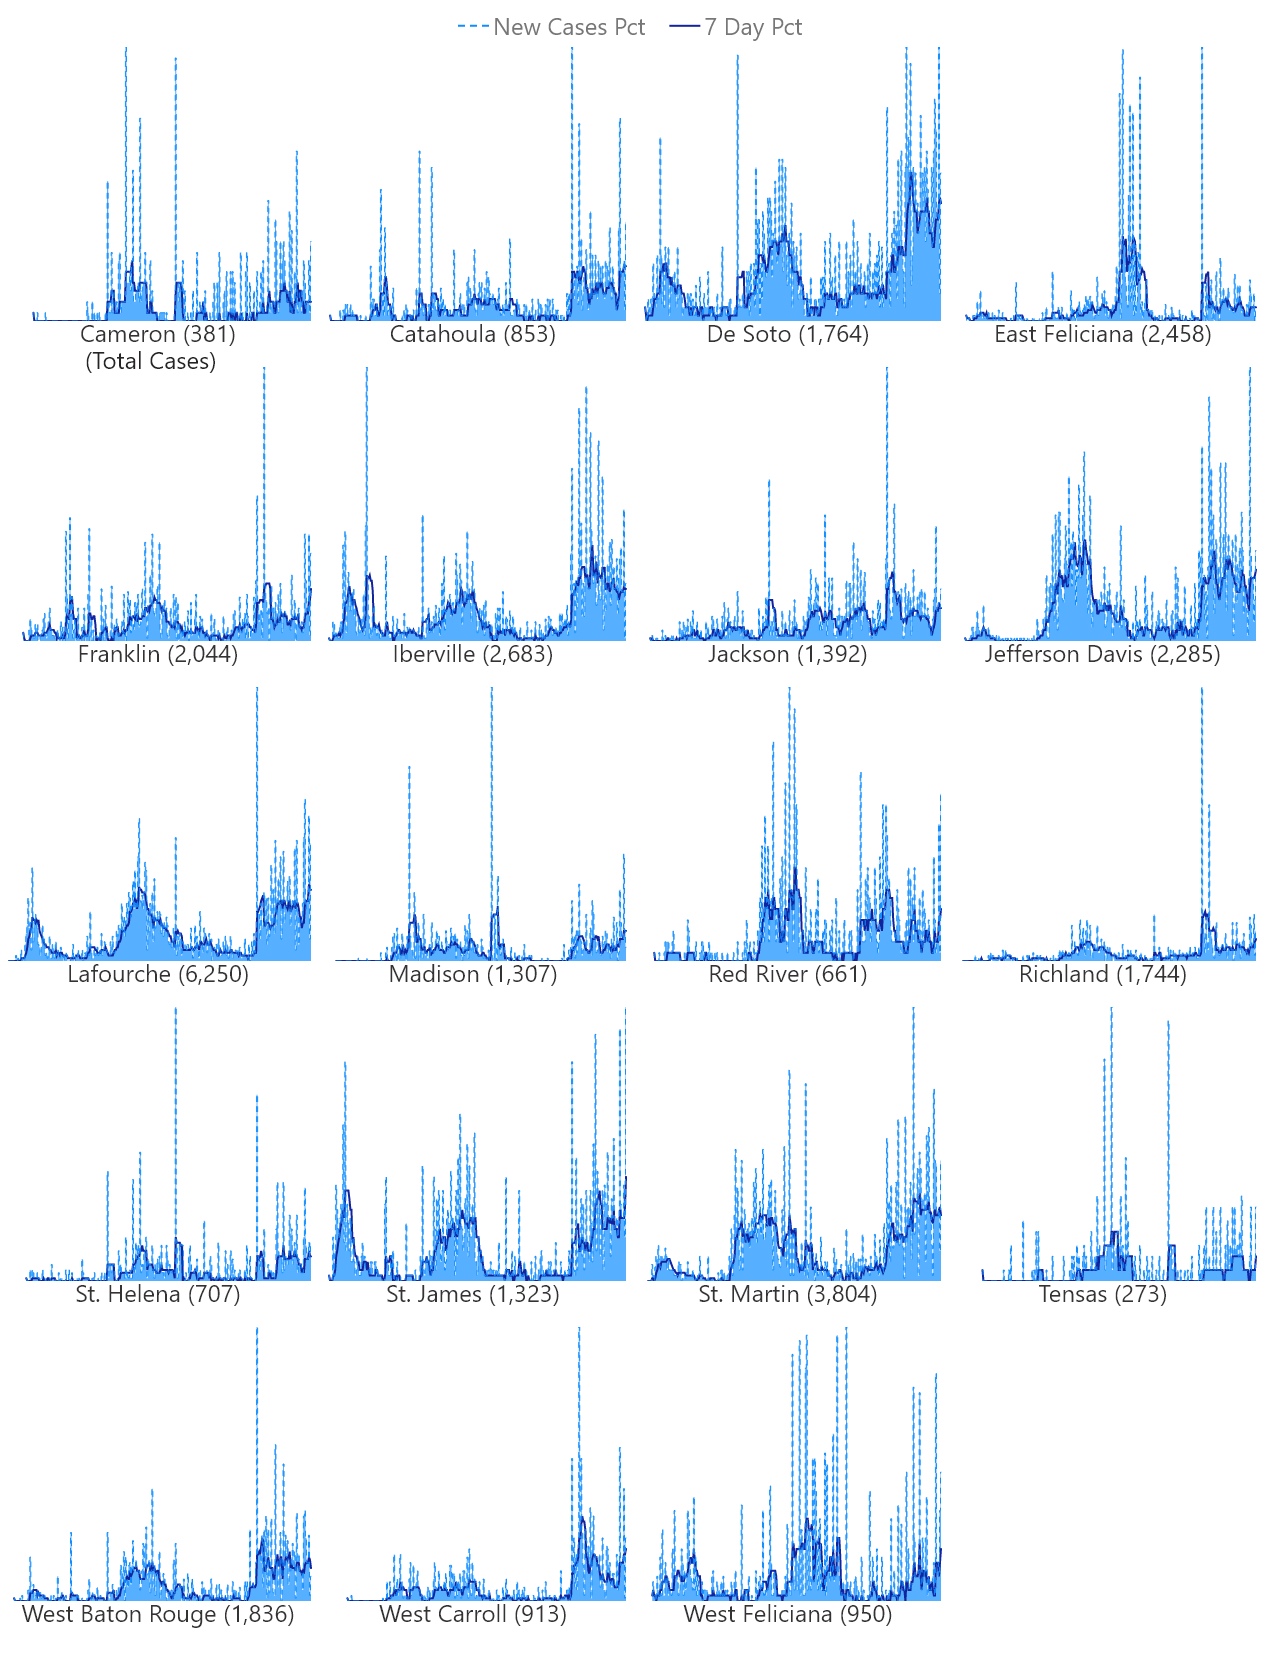 New Cases Pct 7 Day Pct
Cameron (381) Catahoula (853) De Soto (1,764) East Feliciana (2,458)
(Total Cases)
Franklin (2,044) Iberville (2,683) Jackson (1,392) Jefferson Davis (2,285)
Lafourche (6,250) Madison (1,307) Red River (661) Richland (1,744)
St. Helena (707) St. James (1,323) St. Martin (3,804) Tensas (273)
West Baton Rouge (1,836) West Carroll (913) West Feliciana (950)